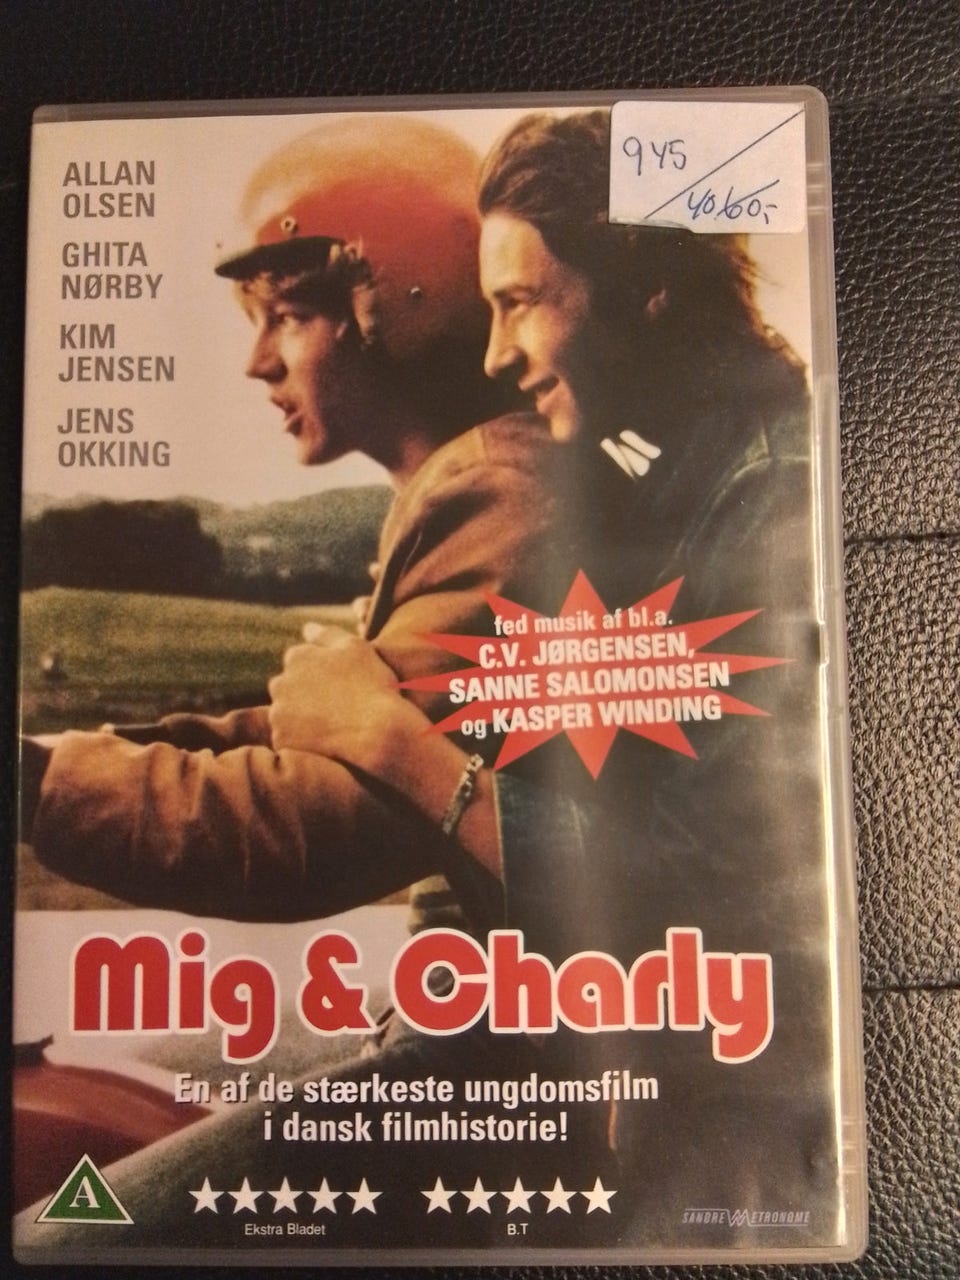 ALLAN
OLSEN
GHITA
NØRBY
KIM
JENSEN
JENS
OKKING
945
40 60,-
fed musik af bl.a.
C.V. JØRGENSEN,
SANNE SALOMONSEN
og KASPER WINDING
Mig & Charly
En af de stærkeste ungdomsfilm
i dansk filmhistorie!
A
Ekstra Bladet
B.T
SANDREW METRONOME